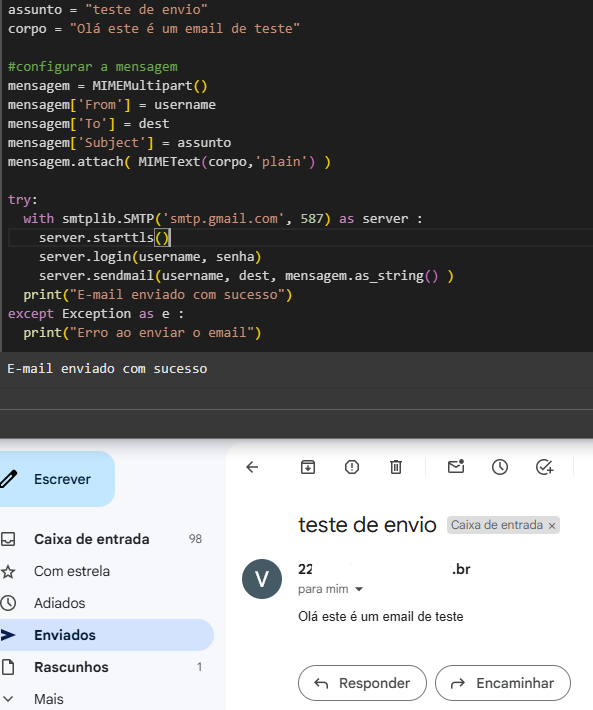 assunto = "teste de envio"
corpo = "Olá este é um email de teste"
#configurar a mensagem
mensagem = MIMEMultipart()
mensagem['From'] = username
mensagem['To'] = dest
mensagem['Subject'] = assunto
mensagem.attach( MIMEText(corpo,'plain') )
try:
  with smtplib.SMTP('smtp.gmail.com', 587) as server :
    server.starttls()
    server.login(username, senha)
    server.sendmail(username, dest, mensagem.as_string() )
  print("E-mail enviado com sucesso")
except Exception as e :
  print("Erro ao enviar o email")
E-mail enviado com sucesso
Escrever
Caixa de entrada 98
Com estrela
Adiados
Enviados
Rascunhos 1
Mais
teste de envio Caixa de entrada ×
V
22 .br
para mim
Olá este é um email de teste
Responder Encaminhar